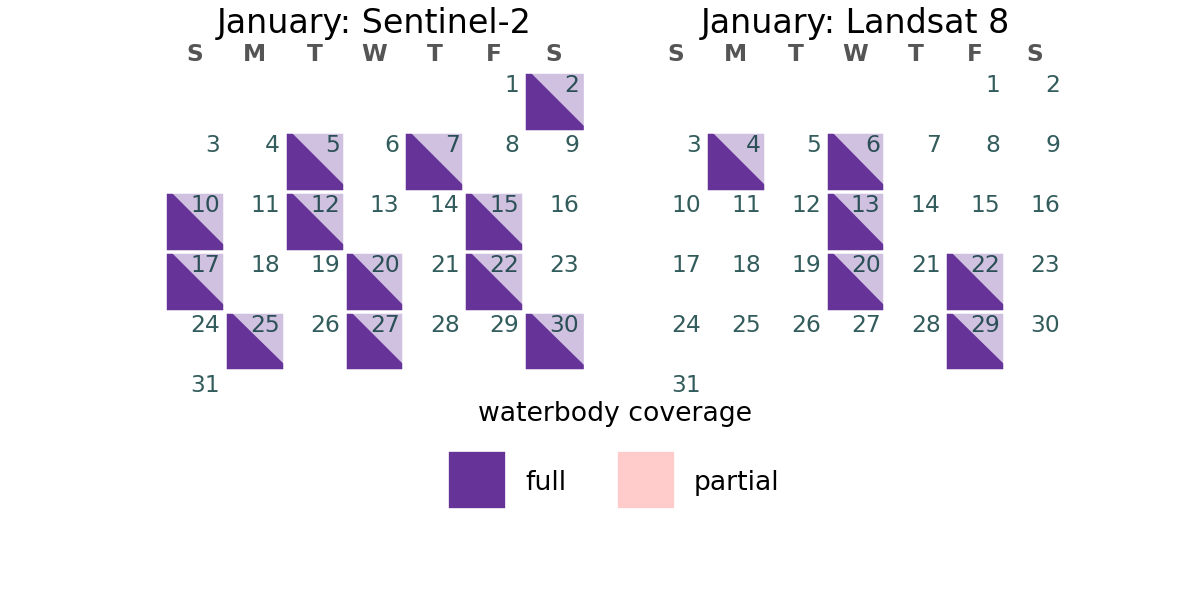 January: Sentinel-2
S M T W T F S
1 2
3 4 5 6 7 8 9
10 11 12 13 14 15 16
17 18 19 20 21 22 23
24 25 26 27 28 29 30
31
January: Landsat 8
S M T W T F S
1 2
3 4 5 6 7 8 9
10 11 12 13 14 15 16
17 18 19 20 21 22 23
24 25 26 27 28 29 30
31
waterbody coverage
full partial